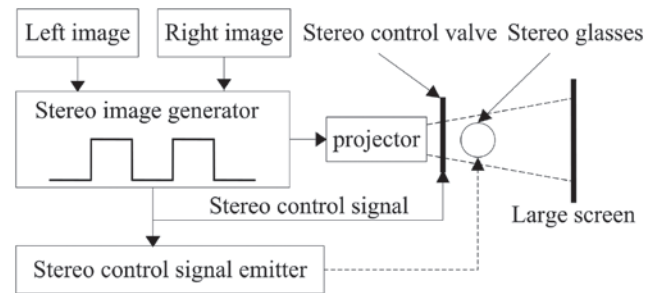 Left image
Right image
Stereo control valve
Stereo glasses
Stereo image generator
projector
Stereo control signal
Large screen
Stereo control signal emitter